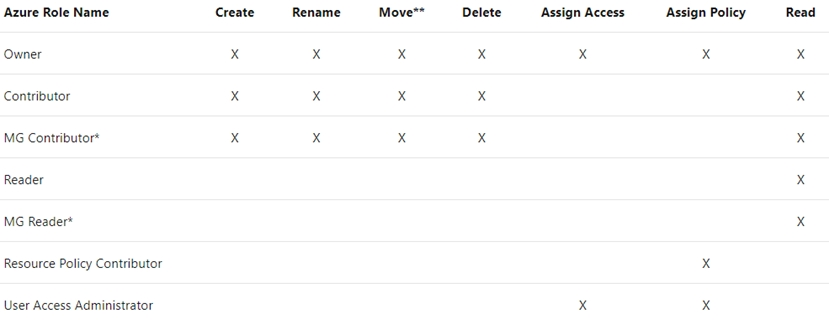 Azure Role Name Create Rename Move** Delete Assign Access Assign Policy Read
Owner X X X X X X X
Contributor X X X X X
MG Contributor* X X X X X
Reader X
MG Reader* X
Resource Policy Contributor X
User Access Administrator X X